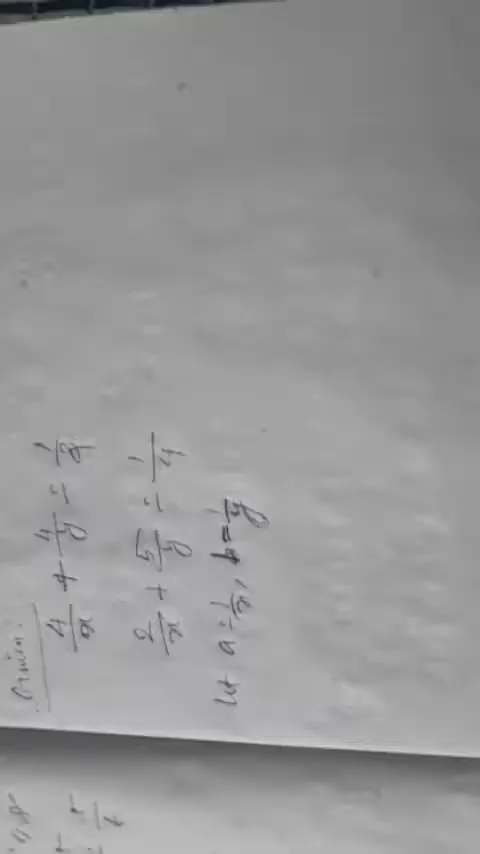 Given:
4/x + 4/y = 1/3
2/x + 5/y = 1/4
let a = 1/x, b = 1/y